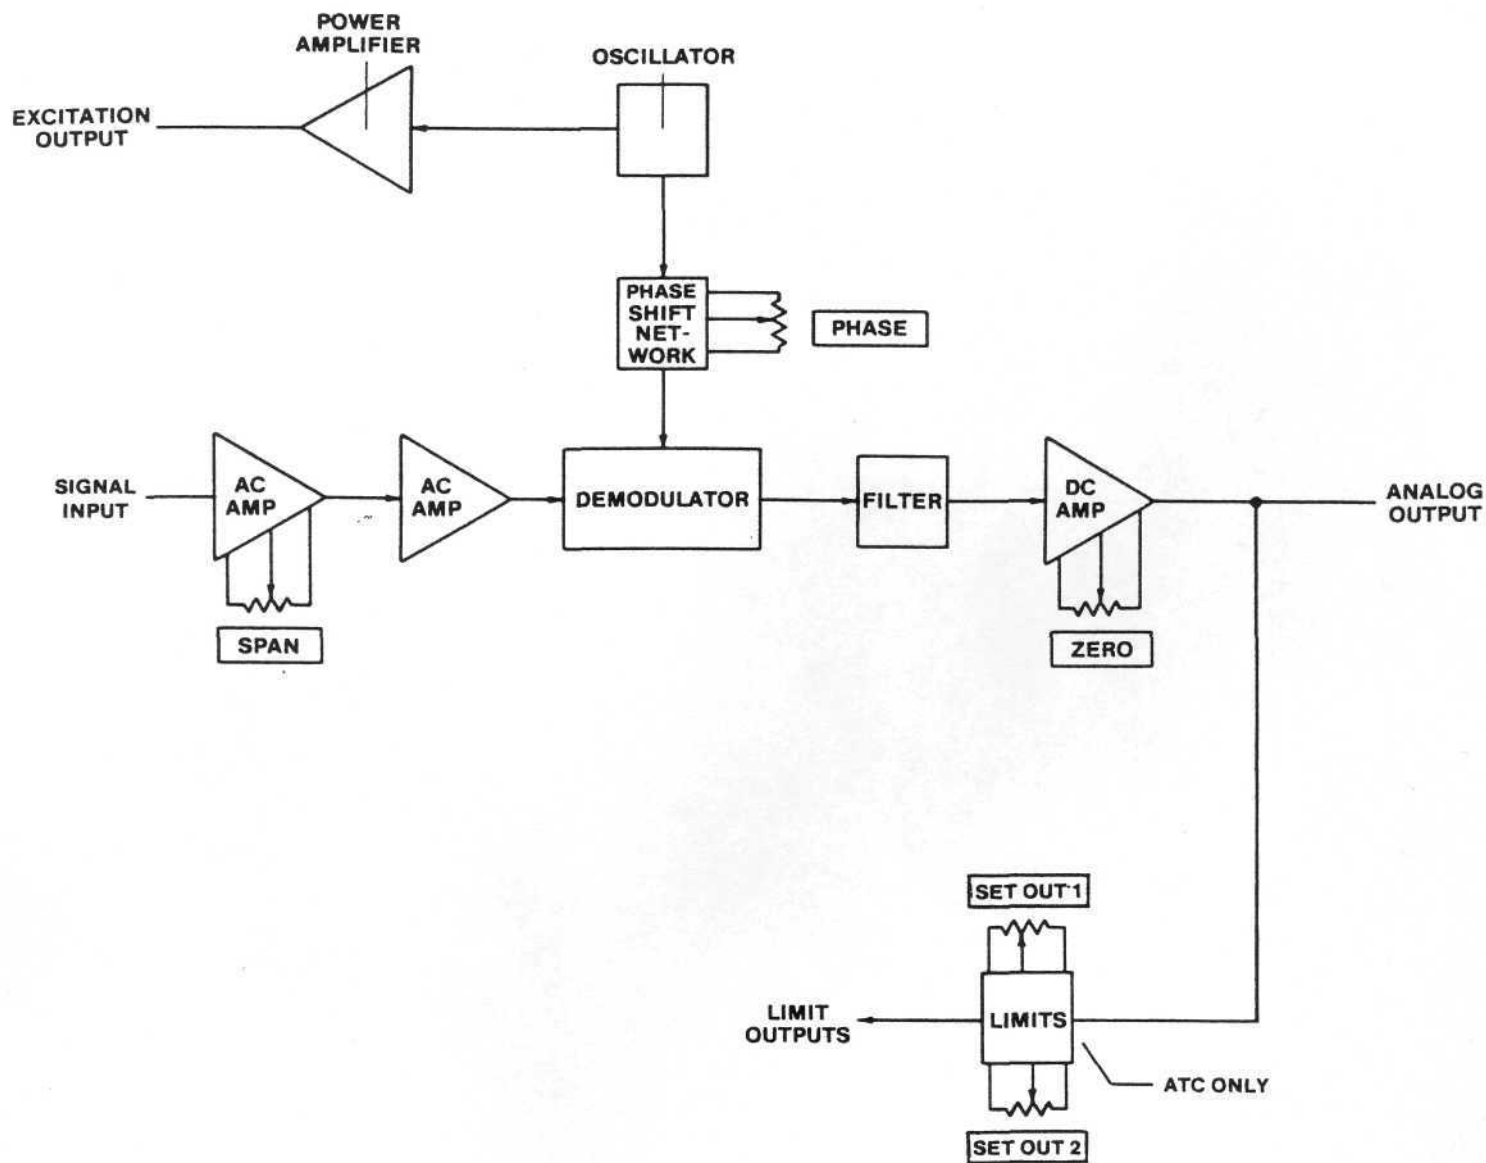 POWER
AMPLIFIER
OSCILLATOR
EXCITATION
OUTPUT
PHASE
SHIFT
NET-
WORK
PHASE
SIGNAL
INPUT
AC
AMP
AC
AMP
DEMODULATOR
FILTER
DC
AMP
ANALOG
OUTPUT
SPAN
ZERO
SET OUT 1
LIMIT
OUTPUTS
LIMITS
ATC ONLY
SET OUT 2